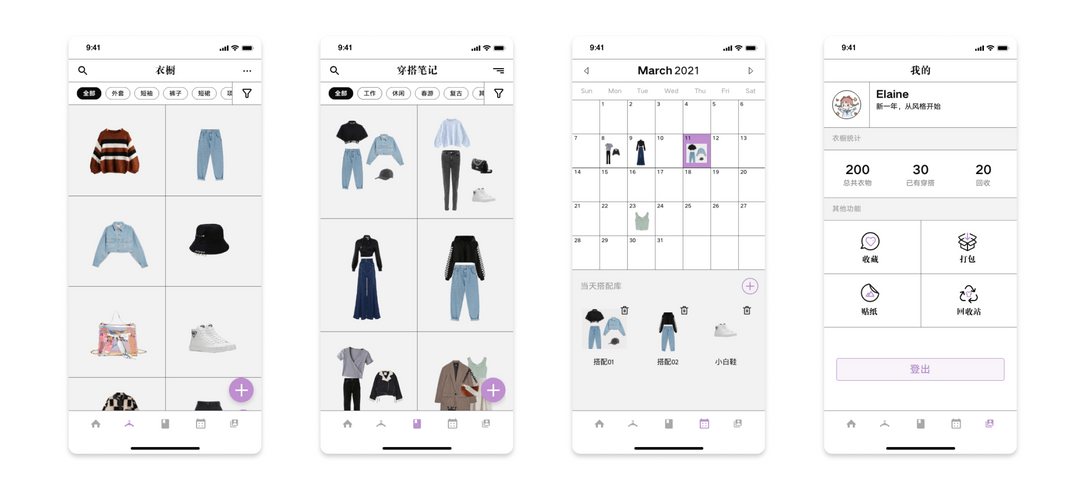 9:41
衣橱
全部 外套 短袖 裤子 短裙
9:41
穿搭笔记
全部 工作 休闲 春游 复古
9:41
March 2021
Sun Mon Tue Wed Thu Fri Sat
1 2 3 4 5 6
7 8 9 10 11 12 13
14 15 16 17 18 19 20
21 22 23 24 25 26 27
28 29 30 31
当天搭配库
搭配01 搭配02 小白鞋
9:41
我的
Elaine
新一年，从风格开始
衣橱统计
200 30 20
总共衣物 已有穿搭 回收
其他功能
收藏 打包
贴纸 回收站
登出